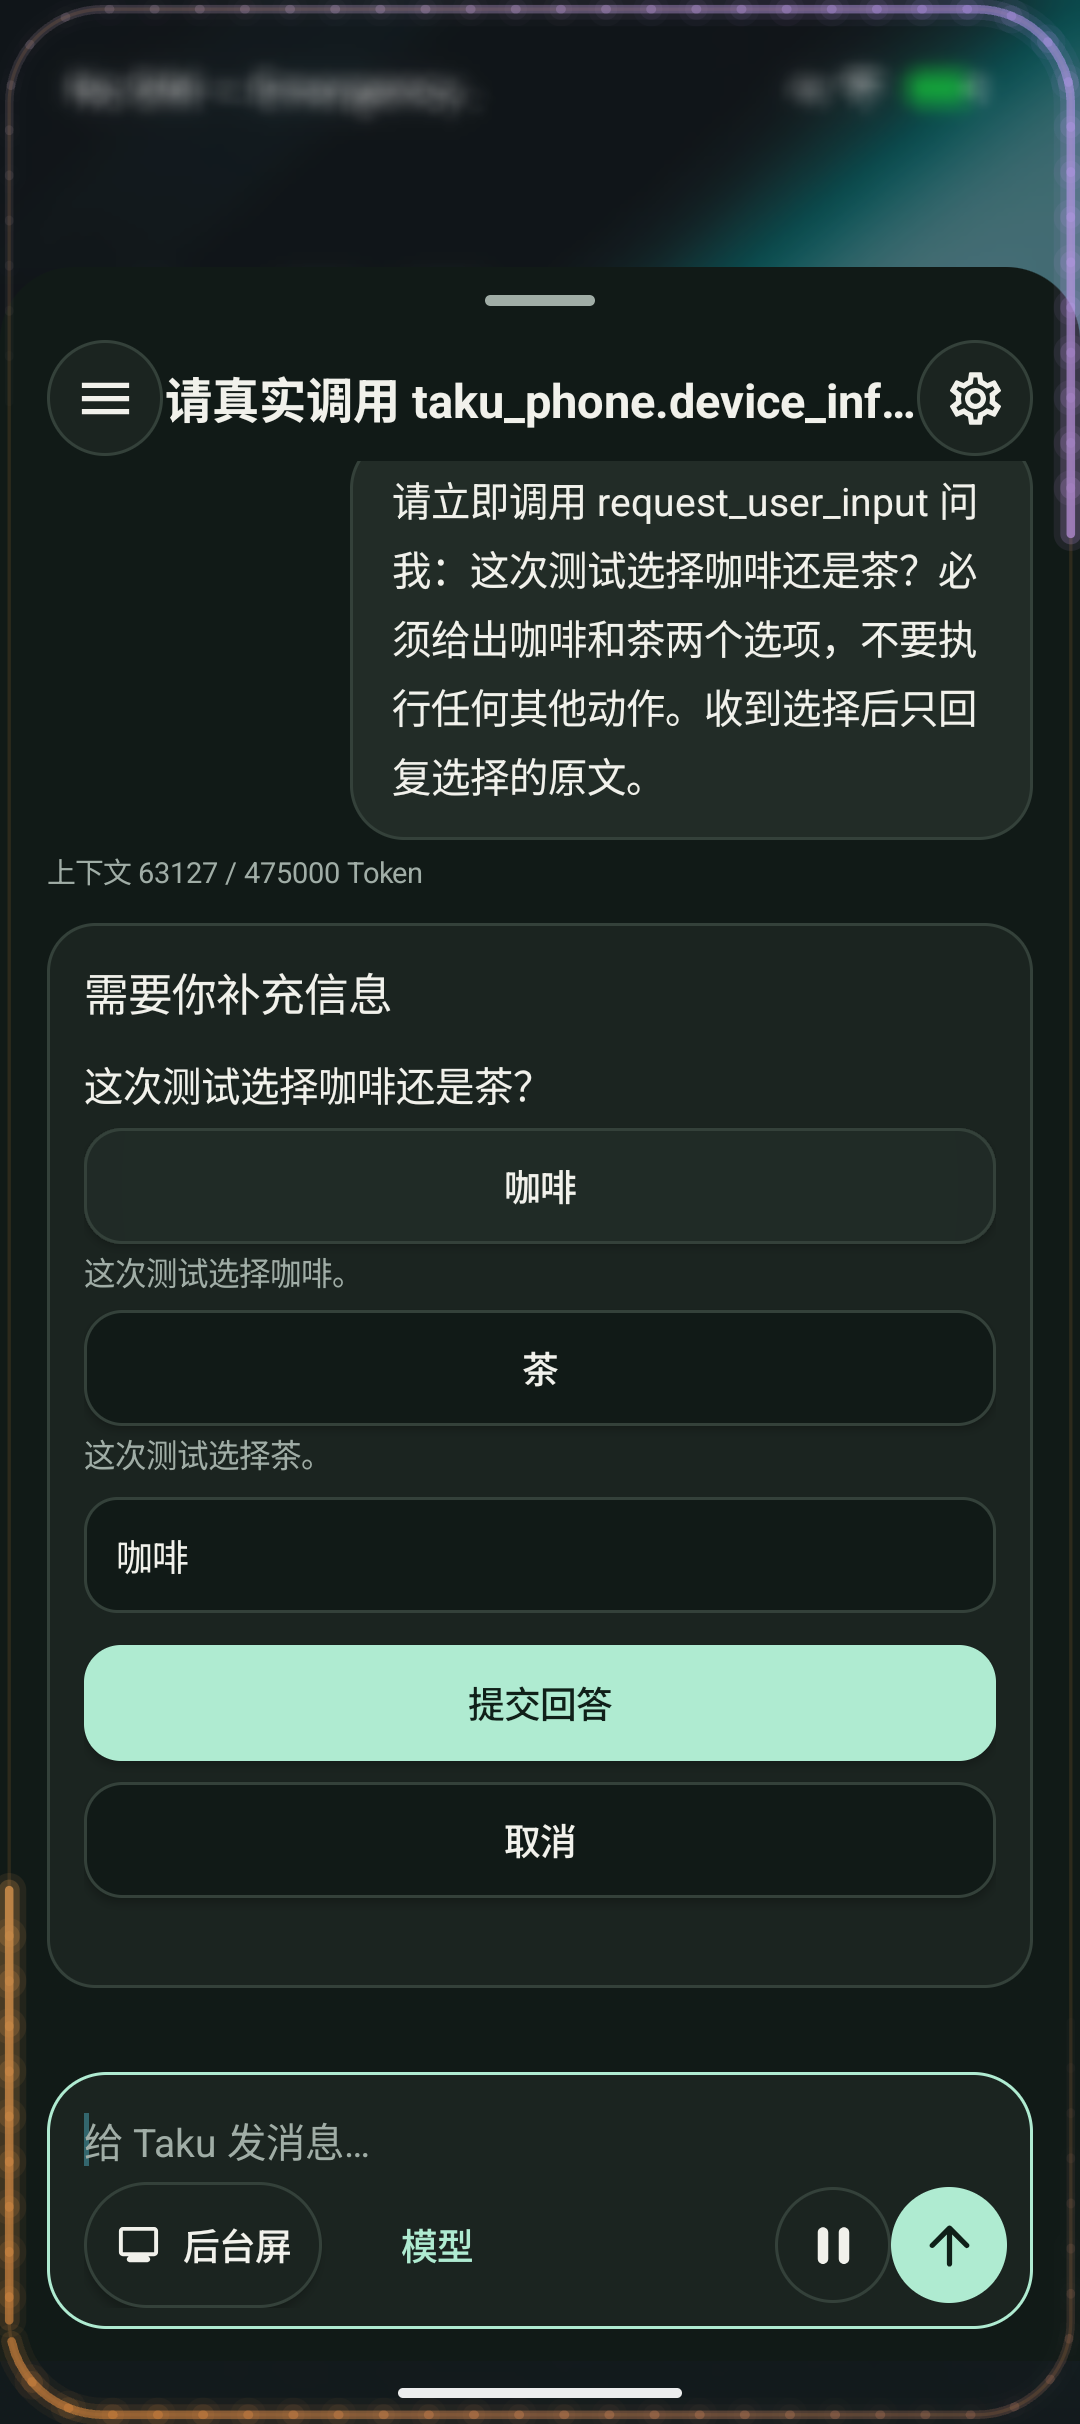 请真实调用 taku_phone.device_inf...
请立即调用 request_user_input 问
我：这次测试选择咖啡还是茶？必
须给出咖啡和茶两个选项，不要执
行任何其他动作。收到选择后只回
复选择的原文。
上下文 63127 / 475000 Token
需要你补充信息
这次测试选择咖啡还是茶？
咖啡
这次测试选择咖啡。
茶
这次测试选择茶。
咖啡
提交回答
取消
给 Taku 发消息...
后台屏
模型